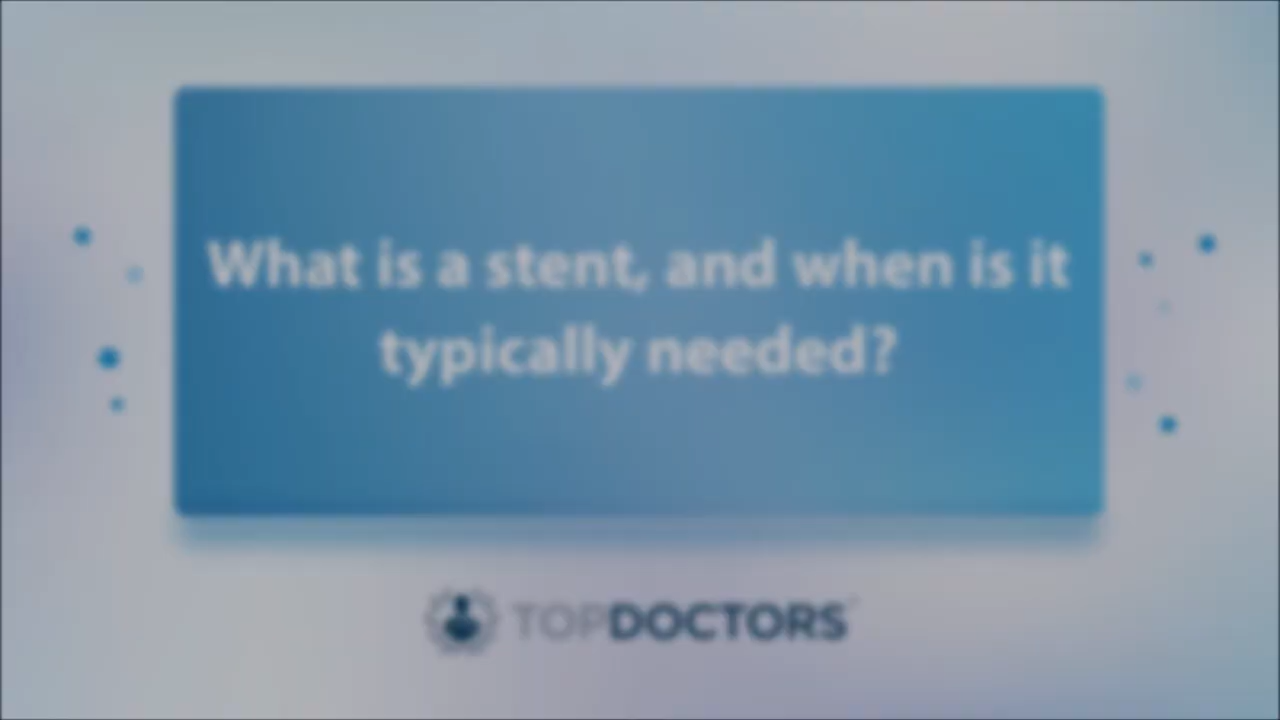 What is a stent, and when is it
typically needed?
TOPDOCTORS